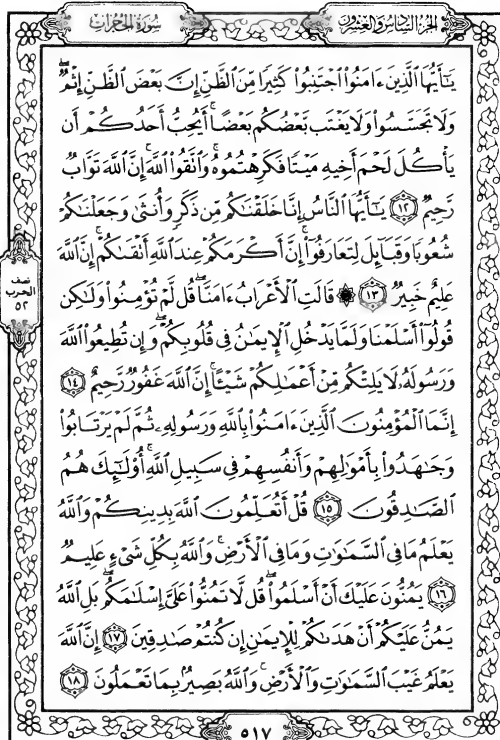 الجزء السادس والعشرون
سُورَةُ الحُجُرَات
يَٰٓأَيُّهَا ٱلَّذِينَ ءَامَنُوا۟ ٱجْتَنِبُوا۟ كَثِيرًا مِّنَ ٱلظَّنِّ إِنَّ بَعْضَ ٱلظَّنِّ إِثْمٌ ۖ
وَلَا تَجَسَّسُوا۟ وَلَا يَغْتَب بَّعْضُكُم بَعْضًا ۚ أَيُحِبُّ أَحَدُكُمْ أَن
يَأْكُلَ لَحْمَ أَخِيهِ مَيْتًا فَكَرِهْتُمُوهُ ۚ وَٱتَّقُوا۟ ٱللَّهَ ۚ إِنَّ ٱللَّهَ تَوَّابٌ
رَّحِيمٌ ١٢ يَٰٓأَيُّهَا ٱلنَّاسُ إِنَّا خَلَقْنَٰكُم مِّن ذَكَرٍ وَأُنثَىٰ وَجَعَلْنَٰكُمْ
شُعُوبًا وَقَبَآئِلَ لِتَعَارَفُوٓا۟ ۚ إِنَّ أَكْرَمَكُمْ عِندَ ٱللَّهِ أَتْقَىٰكُمْ ۚ إِنَّ ٱللَّهَ
عَلِيمٌ خَبِيرٌ ١٣ ۞ قَالَتِ ٱلْأَعْرَابُ ءَامَنَّا ۖ قُل لَّمْ تُؤْمِنُوا۟ وَلَٰكِن
قُولُوٓا۟ أَسْلَمْنَا وَلَمَّا يَدْخُلِ ٱلْإِيمَٰنُ فِى قُلُوبِكُمْ ۖ وَإِن تُطِيعُوا۟ ٱللَّهَ
وَرَسُولَهُۥ لَا يَلِتْكُم مِّنْ أَعْمَٰلِكُمْ شَيْـًٔا ۚ إِنَّ ٱللَّهَ غَفُورٌ رَّحِيمٌ ١٤
إِنَّمَا ٱلْمُؤْمِنُونَ ٱلَّذِينَ ءَامَنُوا۟ بِٱللَّهِ وَرَسُولِهِۦ ثُمَّ لَمْ يَرْتَابُوا۟
وَجَٰهَدُوا۟ بِأَمْوَٰلِهِمْ وَأَنفُسِهِمْ فِى سَبِيلِ ٱللَّهِ ۚ أُو۟لَٰٓئِكَ هُمُ
ٱلصَّٰدِقُونَ ١٥ قُلْ أَتُعَلِّمُونَ ٱللَّهَ بِدِينِكُمْ وَٱللَّهُ
يَعْلَمُ مَا فِى ٱلسَّمَٰوَٰتِ وَمَا فِى ٱلْأَرْضِ ۚ وَٱللَّهُ بِكُلِّ شَىْءٍ عَلِيمٌ
١٦ يَمُنُّونَ عَلَيْكَ أَنْ أَسْلَمُوا۟ ۖ قُل لَّا تَمُنُّوا۟ عَلَىَّ إِسْلَٰمَكُم ۖ بَلِ ٱللَّهُ
يَمُنُّ عَلَيْكُمْ أَنْ هَدَىٰكُمْ لِلْإِيمَٰنِ إِن كُنتُمْ صَٰدِقِينَ ١٧ إِنَّ ٱللَّهَ
يَعْلَمُ غَيْبَ ٱلسَّمَٰوَٰتِ وَٱلْأَرْضِ ۚ وَٱللَّهُ بَصِيرٌۢ بِمَا تَعْمَلُونَ ١٨
نصف
الحزب
٥٢
٥١٧